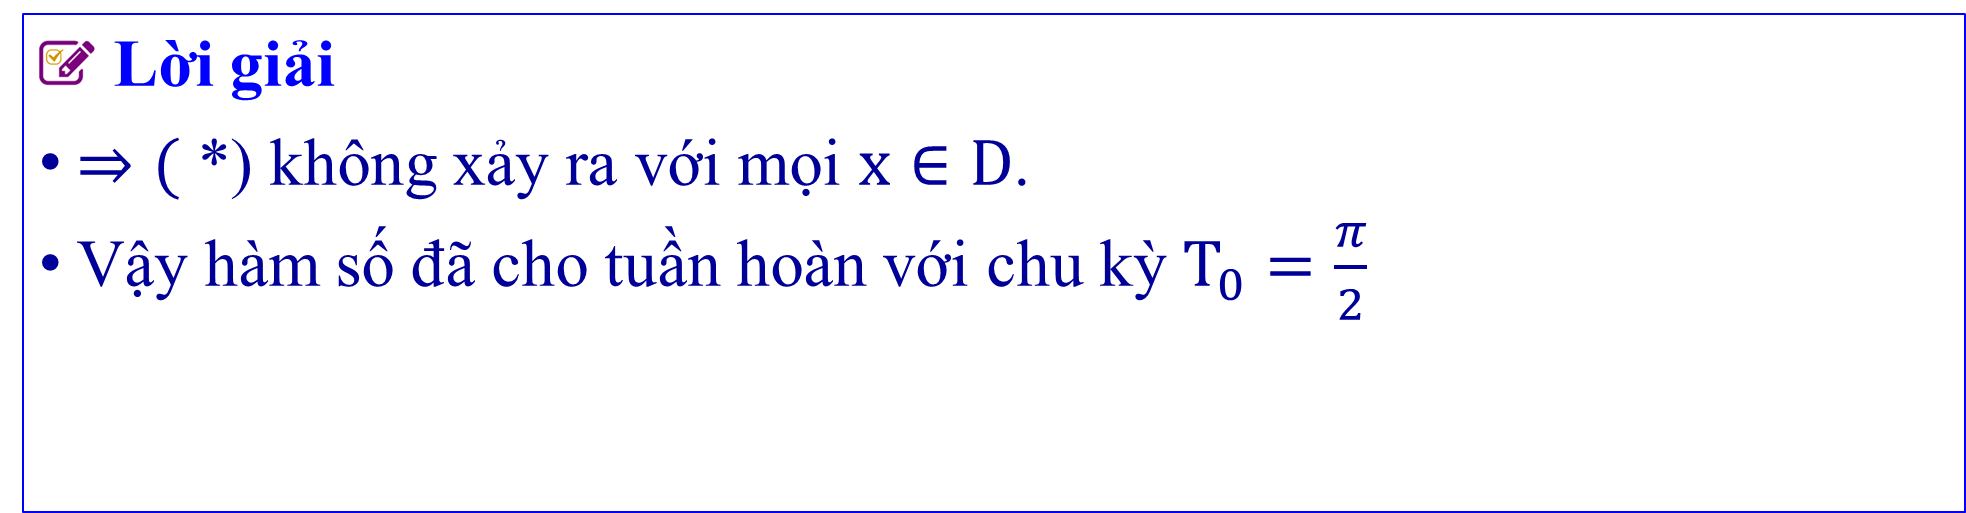 Lời giải
• ⇒ ( *) không xảy ra với mọi x ∈ D.
• Vậy hàm số đã cho tuần hoàn với chu kỳ T₀ = π/2